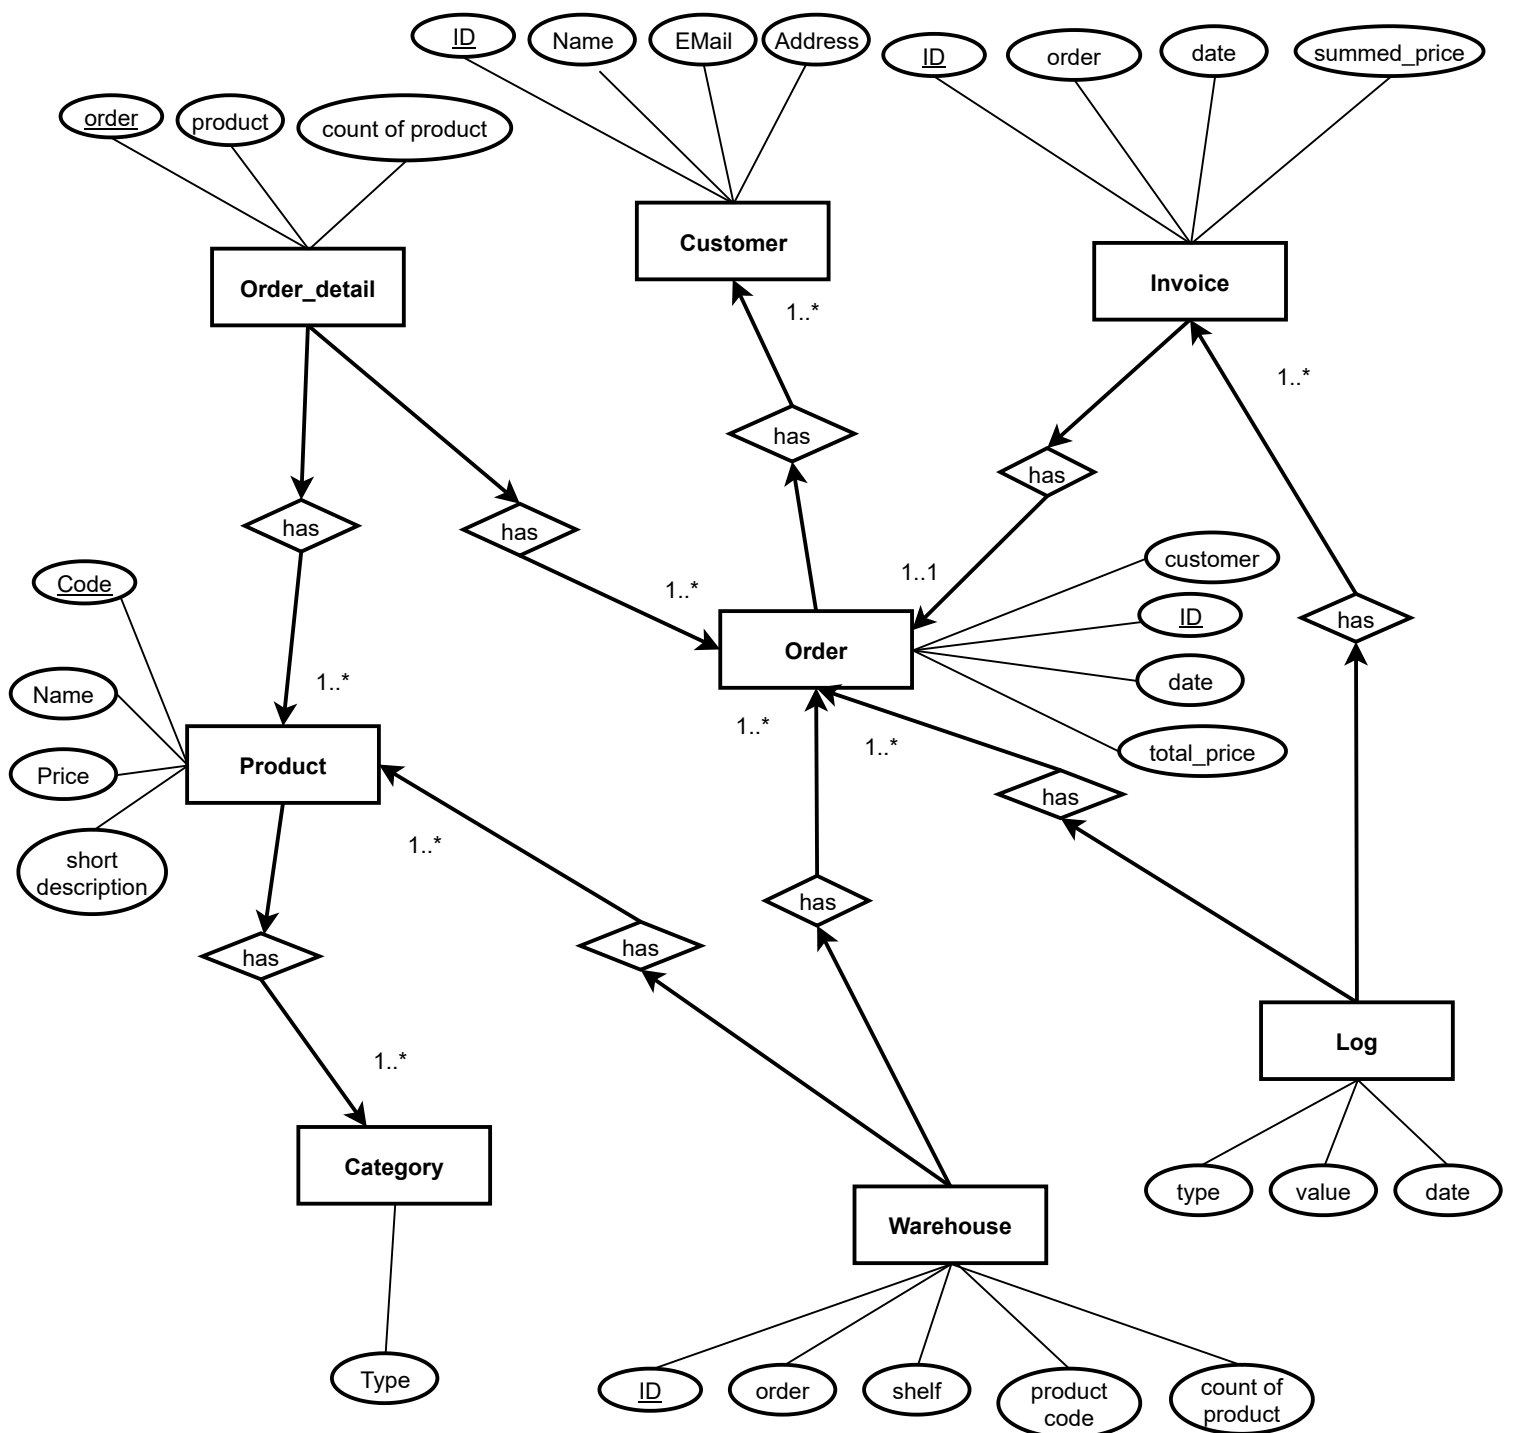 ID
Name
EMail
Address
ID
order
date
summed_price
order
product
count of product
Customer
Invoice
Order_detail
1..*
1..*
has
has
has
has
customer
1..1
Code
1..*
ID
has
Order
1..*
Name
date
1..*
1..*
total_price
Product
Price
has
1..*
short
description
has
has
has
Log
1..*
Category
type
value
date
Warehouse
Type
ID
order
shelf
product
code
count of
product